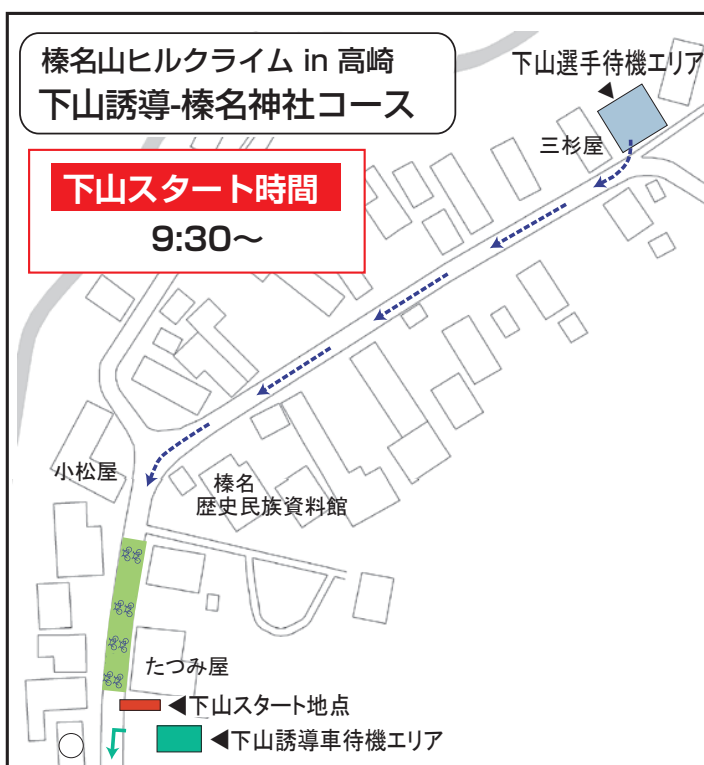 榛名山ヒルクライム in 高崎
下山誘導-榛名神社コース
下山選手待機エリア
三杉屋
下山スタート時間
9:30〜
小松屋
榛名
歴史民族資料館
たつみ屋
◀下山スタート地点
◀下山誘導車待機エリア